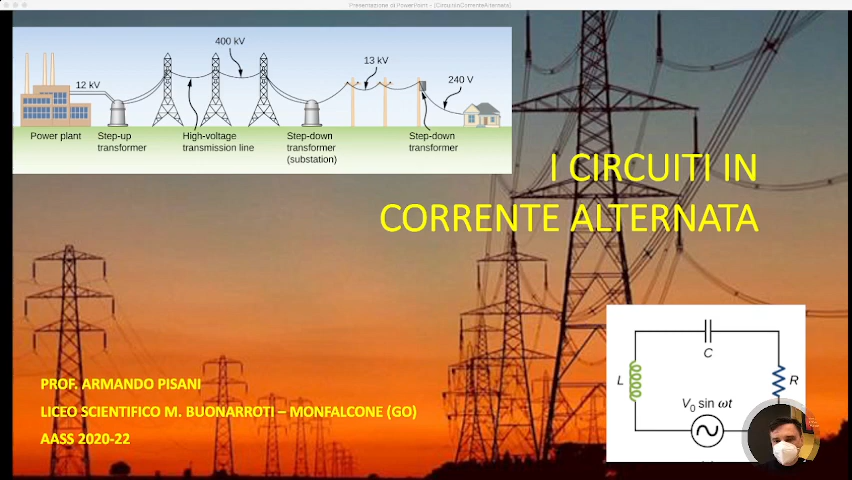 Presentazione di PowerPoint - (CircuitiInCorrenteAlternata)
400 kV
13 kV
12 kV
240 V
Power plant
Step-up
transformer
High-voltage
transmission line
Step-down
transformer
(substation)
Step-down
transformer
I CIRCUITI IN
CORRENTE ALTERNATA
C
L
R
V₀ sin ωt
PROF. ARMANDO PISANI
LICEO SCIENTIFICO M. BUONARROTI – MONFALCONE (GO)
AASS 2020-22